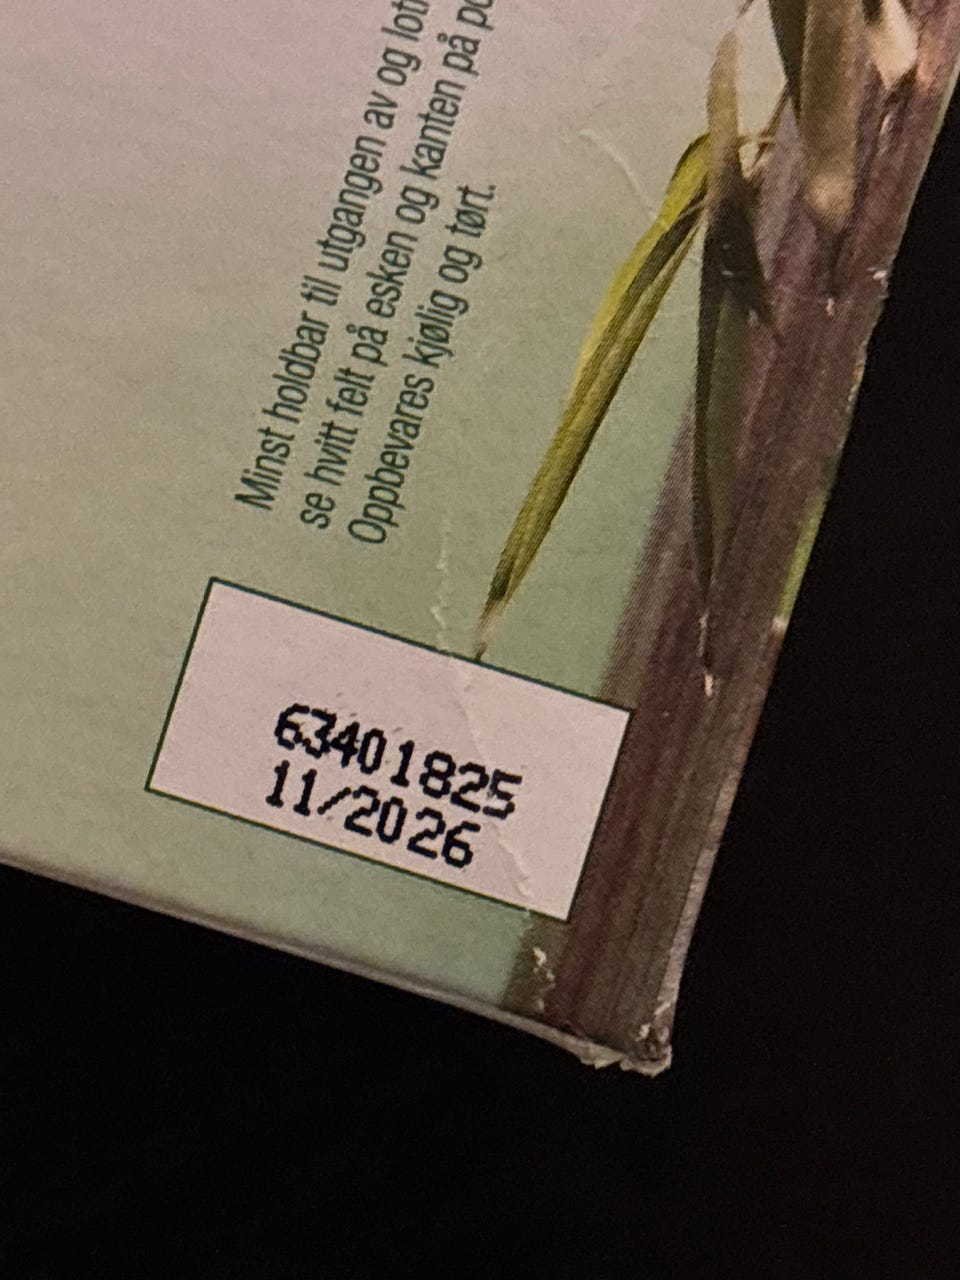 Minst holdbar til utgangen av og
se hvitt felt på esken og kanten på
Oppbevares kjølig og tørt.
63401825
11/2026